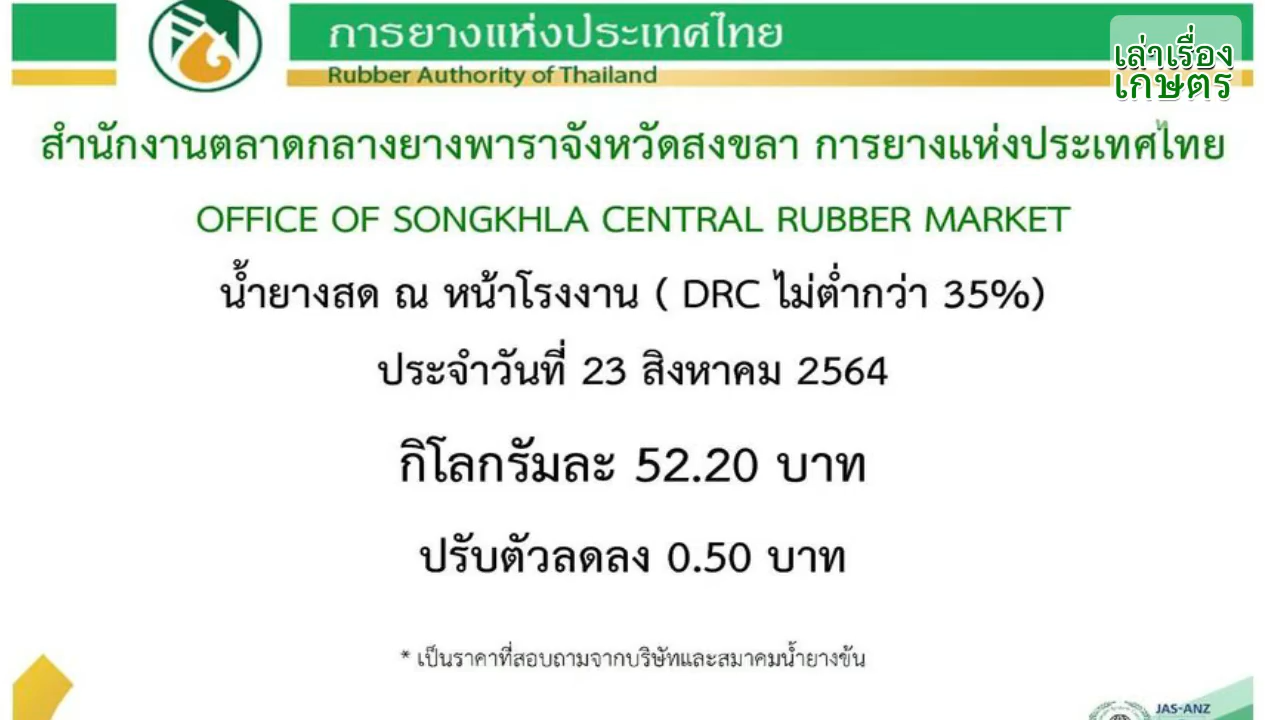 การยางแห่งประเทศไทย
Rubber Authority of Thailand
เล่าเรื่อง
เกษตร
สำนักงานตลาดกลางยางพาราจังหวัดสงขลา การยางแห่งประเทศไทย
OFFICE OF SONGKHLA CENTRAL RUBBER MARKET
น้ำยางสด ณ หน้าโรงงาน ( DRC ไม่ต่ำกว่า 35%)
ประจำวันที่ 23 สิงหาคม 2564
กิโลกรัมละ 52.20 บาท
ปรับตัวลดลง 0.50 บาท
* เป็นราคาที่สอบถามจากบริษัทและสมาคมน้ำยางข้น
JAS-ANZ